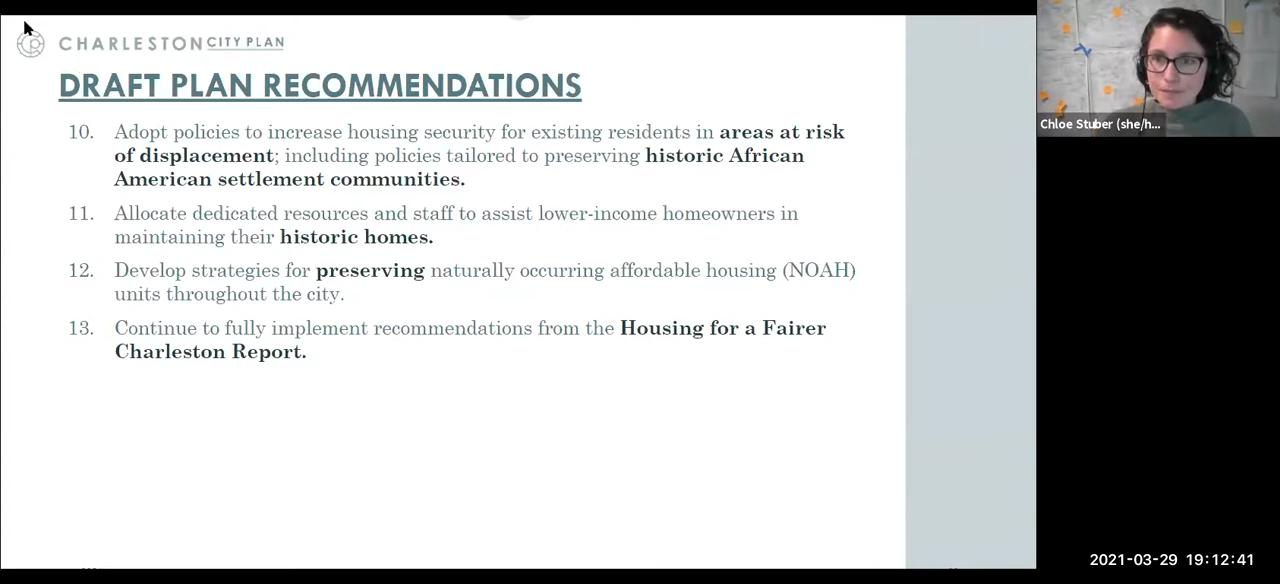 CHARLESTON CITY PLAN
DRAFT PLAN RECOMMENDATIONS
10. Adopt policies to increase housing security for existing residents in areas at risk
of displacement; including policies tailored to preserving historic African
American settlement communities.
11. Allocate dedicated resources and staff to assist lower-income homeowners in
maintaining their historic homes.
12. Develop strategies for preserving naturally occurring affordable housing (NOAH)
units throughout the city.
13. Continue to fully implement recommendations from the Housing for a Fairer
Charleston Report.
Chloe Stuber (she/h...
2021-03-29 19:12:41